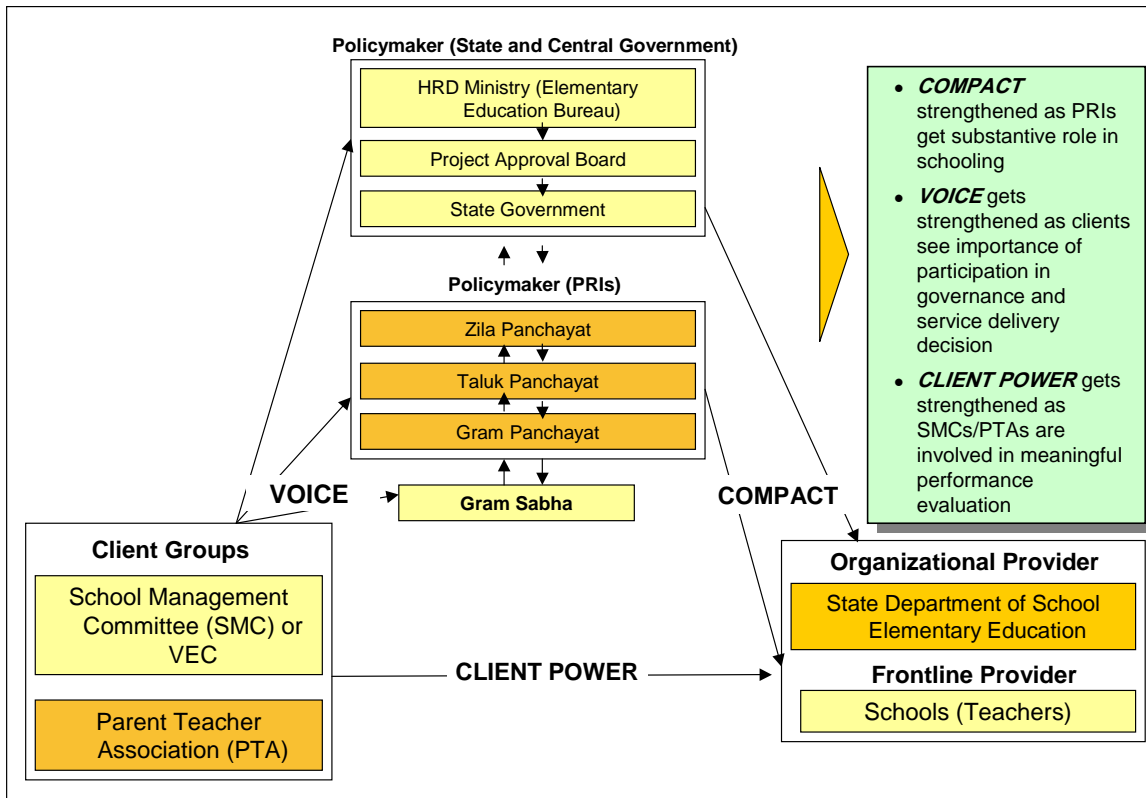 Policymaker (State and Central Government)
HRD Ministry (Elementary
Education Bureau)
Project Approval Board
State Government
Policymaker (PRIs)
Zila Panchayat
Taluk Panchayat
Gram Panchayat
Gram Sabha
VOICE
COMPACT
CLIENT POWER
Client Groups
School Management
Committee (SMC) or
VEC
Parent Teacher
Association (PTA)
• COMPACT
strengthened as PRIs
get substantive role in
schooling
• VOICE gets
strengthened as clients
see importance of
participation in
governance and
service delivery
decision
• CLIENT POWER gets
strengthened as
SMCs/PTAs are
involved in meaningful
performance
evaluation
Organizational Provider
State Department of School
Elementary Education
Frontline Provider
Schools (Teachers)